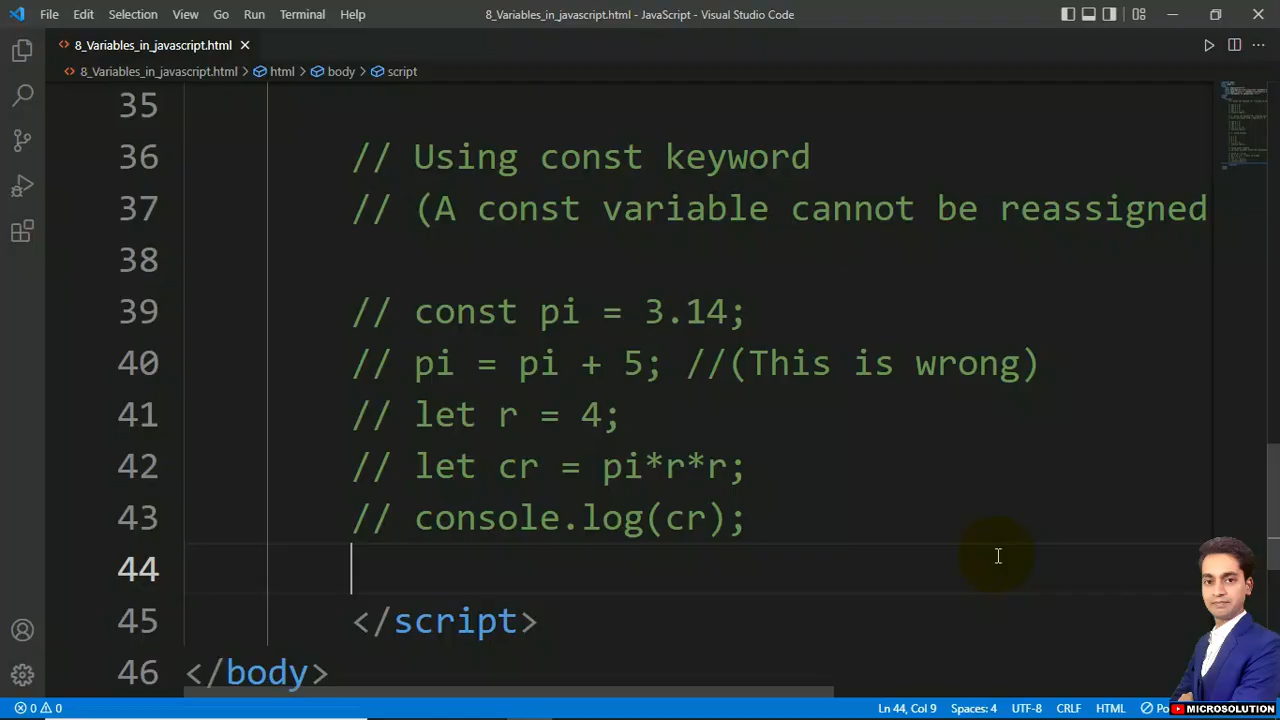 File Edit Selection View Go Run Terminal Help 8_Variables_in_javascript.html - JavaScript - Visual Studio Code
8_Variables_in_javascript.html
8_Variables_in_javascript.html > html > body > script
35
36 // Using const keyword
37 // (A const variable cannot be reassigned
38
39 // const pi = 3.14;
40 // pi = pi + 5; //(This is wrong)
41 // let r = 4;
42 // let cr = pi*r*r;
43 // console.log(cr);
44
45 </script>
46 </body>
0 0 Ln 44, Col 9 Spaces: 4 UTF-8 CRLF HTML Po
MICROSOLUTION